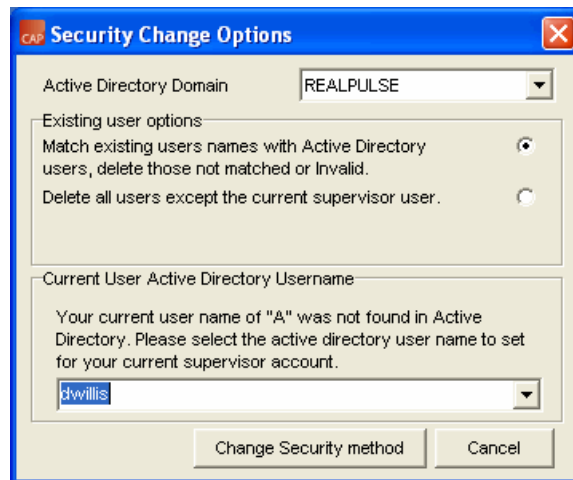 CAP Security Change Options
Active Directory Domain REALPULSE
Existing user options
Match existing users names with Active Directory
users, delete those not matched or Invalid.
Delete all users except the current supervisor user.
Current User Active Directory Username
Your current user name of "A" was not found in Active
Directory. Please select the active directory user name to set
for your current supervisor account.
dwillis
Change Security method Cancel